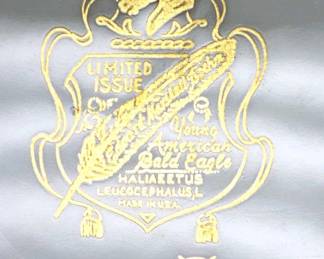 LIMITED
ISSUE
OF
Young
American
Bald Eagle
HALIAEETUS
LEUCOCEPHALUS, L
MADE IN U.S.A.